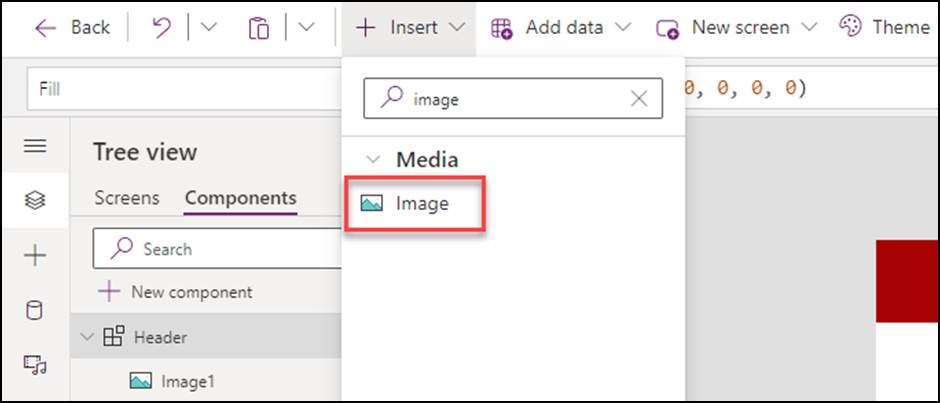 Back Insert Add data New screen Theme
Fill
0, 0, 0, 0)
image
Tree view
Media
Screens Components
Image
Search
New component
Header
Image1